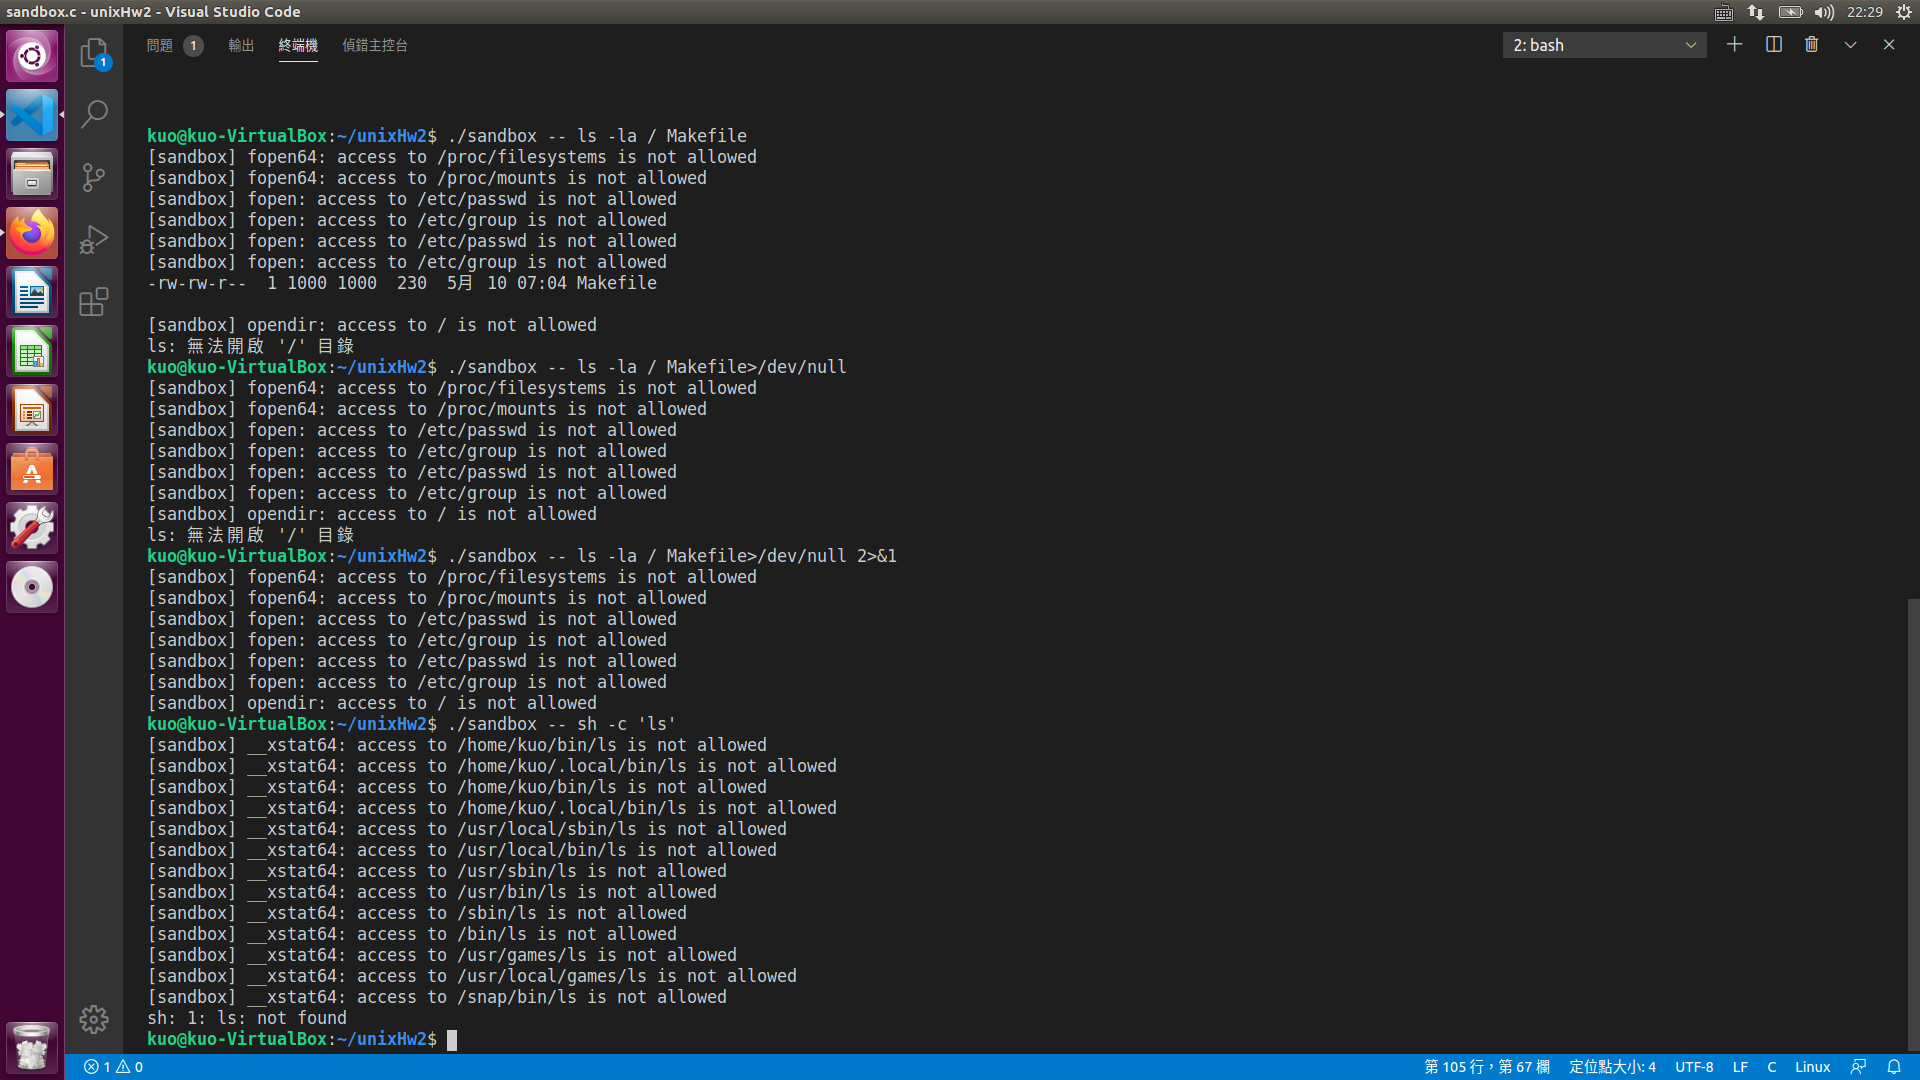 sandbox.c - unixHw2 - Visual Studio Code
22:29
1
問題 1 輸出 終端機 偵錯主控台
2: bash
kuo@kuo-VirtualBox:~/unixHw2$ ./sandbox -- ls -la / Makefile
[sandbox] fopen64: access to /proc/filesystems is not allowed
[sandbox] fopen64: access to /proc/mounts is not allowed
[sandbox] fopen: access to /etc/passwd is not allowed
[sandbox] fopen: access to /etc/group is not allowed
[sandbox] fopen: access to /etc/passwd is not allowed
[sandbox] fopen: access to /etc/group is not allowed
-rw-rw-r--  1 1000 1000  230  5月 10 07:04 Makefile
[sandbox] opendir: access to / is not allowed
ls: 無法開啟 '/' 目錄
kuo@kuo-VirtualBox:~/unixHw2$ ./sandbox -- ls -la / Makefile>/dev/null
[sandbox] fopen64: access to /proc/filesystems is not allowed
[sandbox] fopen64: access to /proc/mounts is not allowed
[sandbox] fopen: access to /etc/passwd is not allowed
[sandbox] fopen: access to /etc/group is not allowed
[sandbox] fopen: access to /etc/passwd is not allowed
[sandbox] fopen: access to /etc/group is not allowed
[sandbox] opendir: access to / is not allowed
ls: 無法開啟 '/' 目錄
kuo@kuo-VirtualBox:~/unixHw2$ ./sandbox -- ls -la / Makefile>/dev/null 2>&1
[sandbox] fopen64: access to /proc/filesystems is not allowed
[sandbox] fopen64: access to /proc/mounts is not allowed
[sandbox] fopen: access to /etc/passwd is not allowed
[sandbox] fopen: access to /etc/group is not allowed
[sandbox] fopen: access to /etc/passwd is not allowed
[sandbox] fopen: access to /etc/group is not allowed
[sandbox] opendir: access to / is not allowed
kuo@kuo-VirtualBox:~/unixHw2$ ./sandbox -- sh -c 'ls'
[sandbox] __xstat64: access to /home/kuo/bin/ls is not allowed
[sandbox] __xstat64: access to /home/kuo/.local/bin/ls is not allowed
[sandbox] __xstat64: access to /home/kuo/bin/ls is not allowed
[sandbox] __xstat64: access to /home/kuo/.local/bin/ls is not allowed
[sandbox] __xstat64: access to /usr/local/sbin/ls is not allowed
[sandbox] __xstat64: access to /usr/local/bin/ls is not allowed
[sandbox] __xstat64: access to /usr/sbin/ls is not allowed
[sandbox] __xstat64: access to /usr/bin/ls is not allowed
[sandbox] __xstat64: access to /sbin/ls is not allowed
[sandbox] __xstat64: access to /bin/ls is not allowed
[sandbox] __xstat64: access to /usr/games/ls is not allowed
[sandbox] __xstat64: access to /usr/local/games/ls is not allowed
[sandbox] __xstat64: access to /snap/bin/ls is not allowed
sh: 1: ls: not found
kuo@kuo-VirtualBox:~/unixHw2$
1 0 第 105 行，第 67 欄 定位點大小: 4 UTF-8 LF C Linux